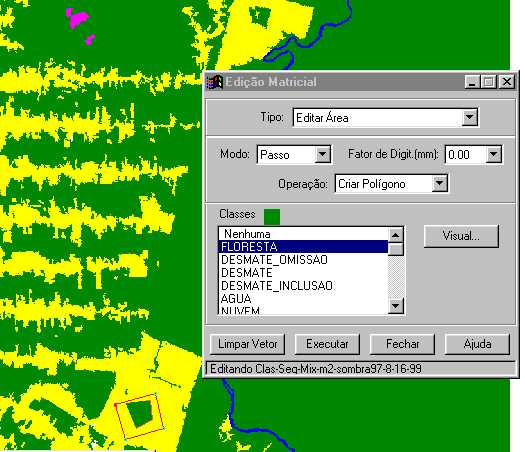 Edição Matricial
Tipo: Editar Área
Modo: Passo Fator de Digit.(mm): 0.00
Operação: Criar Polígono
Classes
Nenhuma
FLORESTA
DESMATE_OMISSAO
Visual...
DESMATE
DESMATE_INCLUSAO
AGUA
NUVEM
Limpar Vetor Executar Fechar Ajuda
Editando Clas-Seq-Mix-m2-sombra97-8-16-99